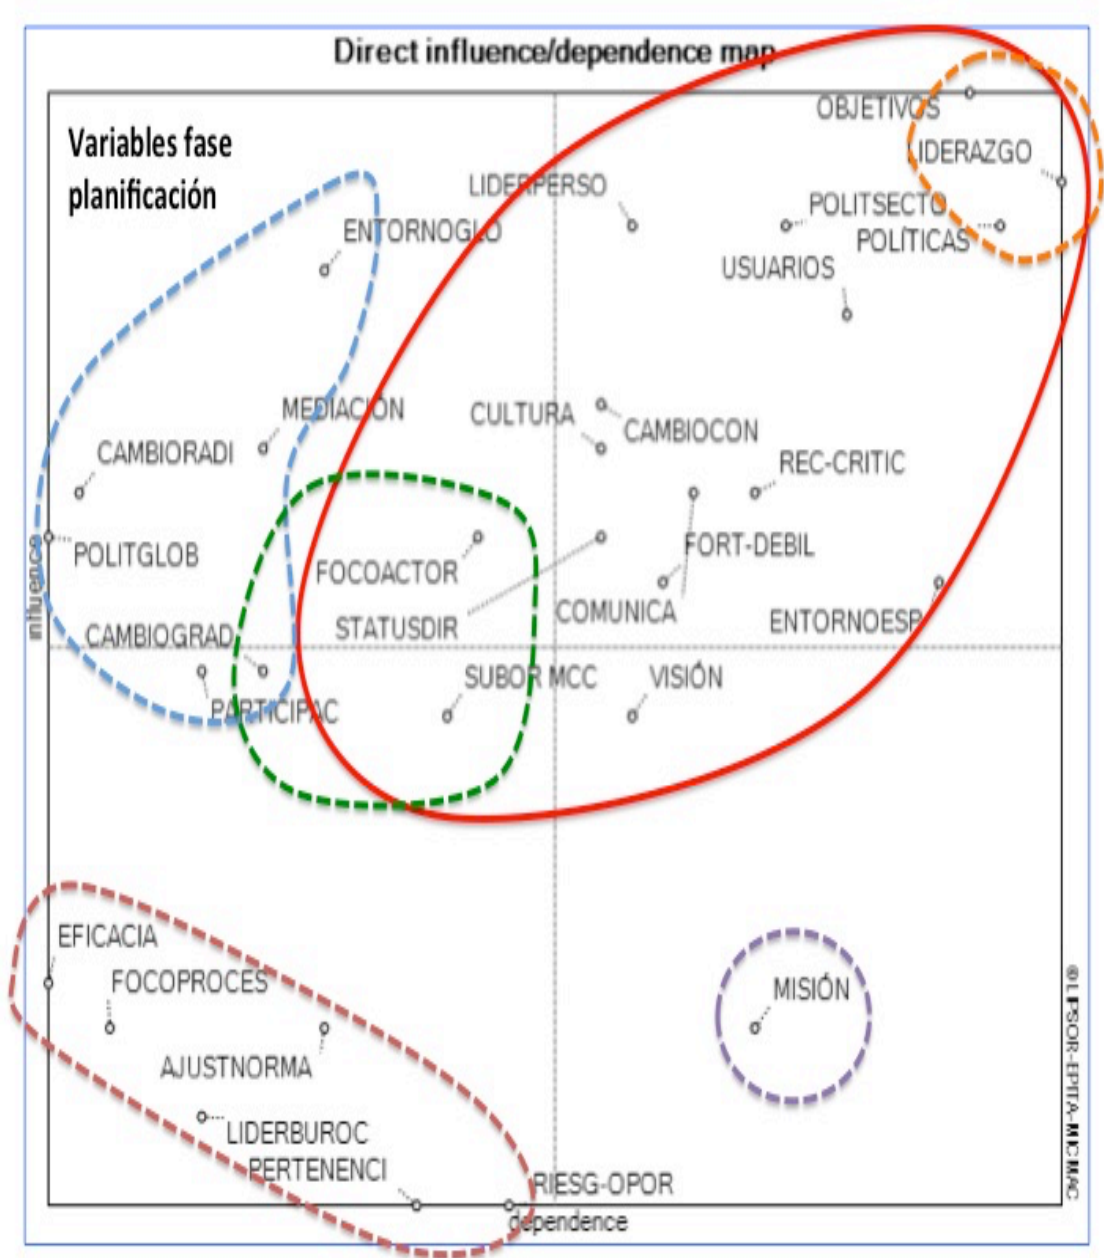 Direct influence/dependence map
Variables fase
planificación
OBJETIVOS
IDERAZGO
LIDERPERSO
POLITSECTO
ENTORNOGLO
POLÍTICAS
USUARIOS
MEDIACIÓN
CULTURA
CAMBIOCON
CAMBIORADI
REC-CRITIC
POLITGLOB
FORT-DEBIL
FOCOACTOR
influence
COMUNICA
ENTORNOESP
STATUSDIR
CAMBIOGRAD
SUBOR MCC
VISIÓN
PARTICIPAC
EFICACIA
FOCOPROCES
MISIÓN
AJUSTNORMA
LIDERBUROC
PERTENENCI
RIESG-OPOR
dependence
©LIPSOR-EPITA-MICMAC